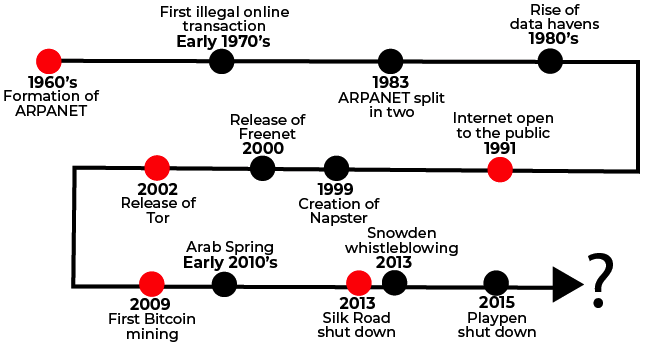 1960's
Formation of
ARPANET
First illegal online
transaction
Early 1970's
1983
ARPANET split
in two
Rise of
data havens
1980's
Internet open
to the public
1991
1999
Creation of
Napster
Release of
Freenet
2000
2002
Release of
Tor
2009
First Bitcoin
mining
Arab Spring
Early 2010's
2013
Silk Road
shut down
Snowden
whistleblowing
2013
2015
Playpen
shut down
?